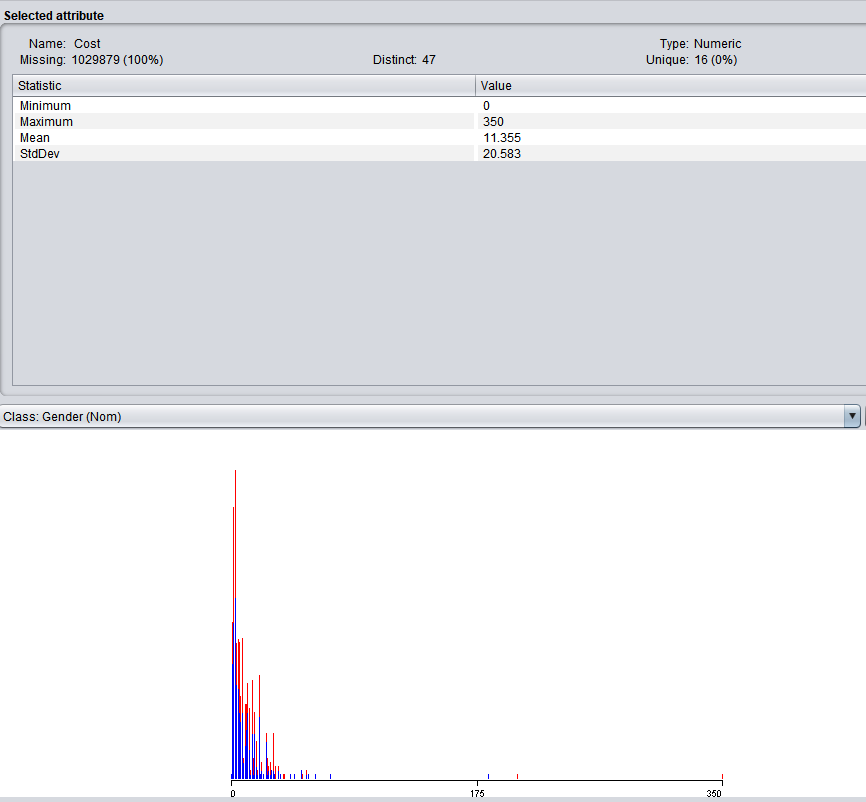 Selected attribute
Name: Cost Type: Numeric
Missing: 1029879 (100%) Distinct: 47 Unique: 16 (0%)
Statistic Value
Minimum 0
Maximum 350
Mean 11.355
StdDev 20.583
Class: Gender (Nom)
0 175 350